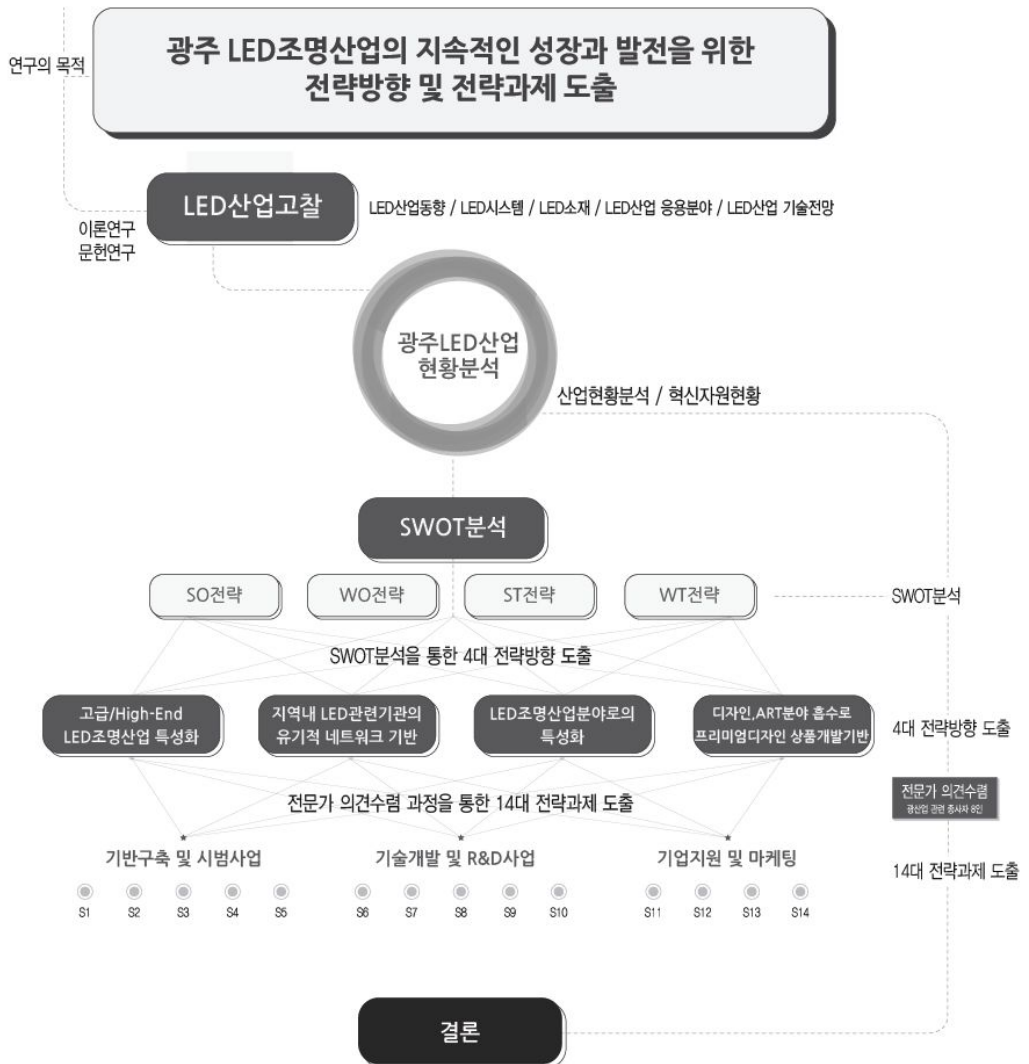 연구의 목적
광주 LED조명산업의 지속적인 성장과 발전을 위한
전략방향 및 전략과제 도출
LED산업고찰
LED산업동향 / LED시스템 / LED소재 / LED산업 응용분야 / LED산업 기술전망
이론연구
문헌연구
광주LED산업
현황분석
산업현황분석 / 혁신자원현황
SWOT분석
SO전략
WO전략
ST전략
WT전략
SWOT분석
SWOT분석을 통한 4대 전략방향 도출
고급/High-End
LED조명산업 특성화
지역내 LED관련기관의
유기적 네트워크 기반
LED조명산업분야로의
특성화
디자인,ART분야 흡수로
프리미엄디자인 상품개발기반
4대 전략방향 도출
전문가 의견수렴
광산업 관련 종사자 8인
전문가 의견수렴 과정을 통한 14대 전략과제 도출
기반구축 및 시범사업
기술개발 및 R&D사업
기업지원 및 마케팅
14대 전략과제 도출
S1 S2 S3 S4 S5 S6 S7 S8 S9 S10 S11 S12 S13 S14
결론